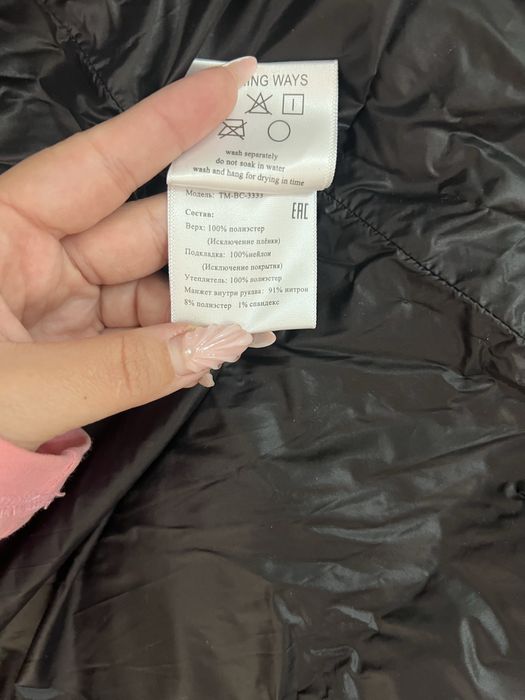 WAYS
wash separately
do not soak in water
wash and hang for drying in time
Модель: TM-BC-3333
EAC
Состав:
Верх: 100% полиэстер
(Исключение плёнки)
Подкладка: 100%нейлон
(Исключение покрытия)
Утеплитель: 100% полиэстер
Манжет внутри рукава: 91% нитрон
8% полиэстер 1% спандекс